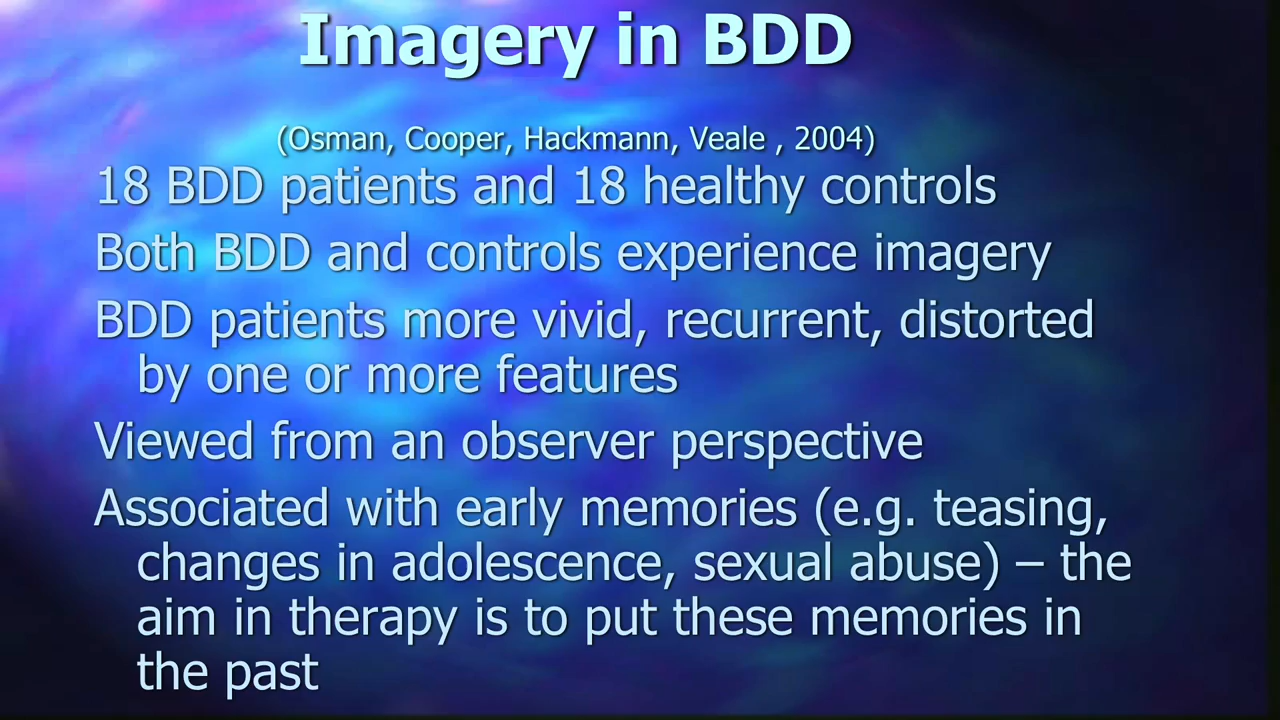 Imagery in BDD
(Osman, Cooper, Hackmann, Veale , 2004)
18 BDD patients and 18 healthy controls
Both BDD and controls experience imagery
BDD patients more vivid, recurrent, distorted
by one or more features
Viewed from an observer perspective
Associated with early memories (e.g. teasing,
changes in adolescence, sexual abuse) – the
aim in therapy is to put these memories in
the past